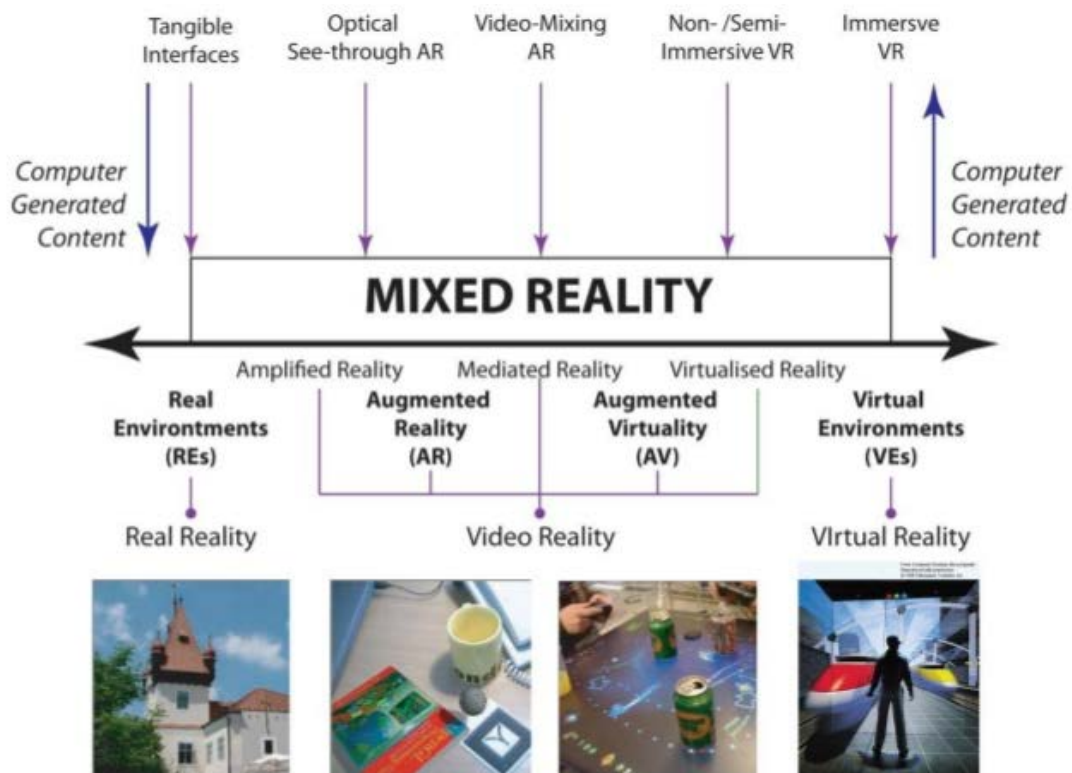 Tangible
Interfaces
Optical
See-through AR
Video-Mixing
AR
Non- /Semi-
Immersive VR
Immersve
VR
Computer
Generated
Content
Computer
Generated
Content
MIXED REALITY
Amplified Reality
Mediated Reality
Virtualised Reality
Real
Environtments
(REs)
Augmented
Reality
(AR)
Augmented
Virtuality
(AV)
Virtual
Environments
(VEs)
Real Reality
Video Reality
VIrtual Reality